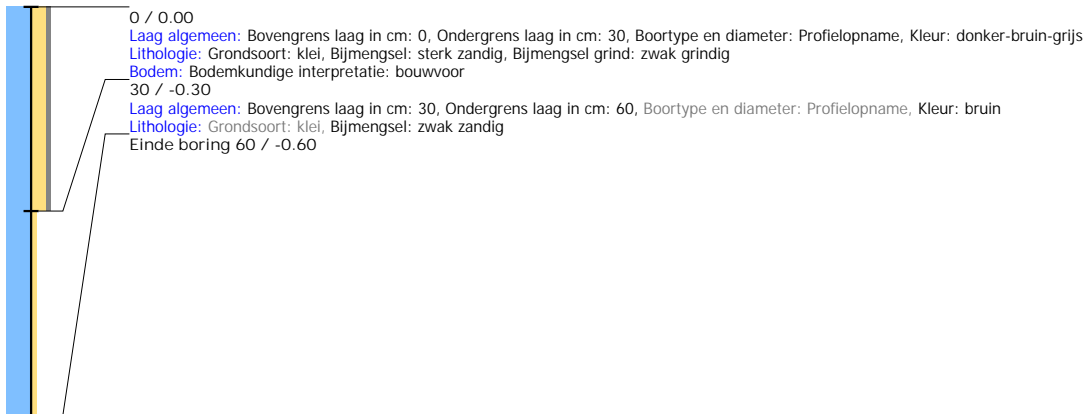 0 / 0.00
Laag algemeen: Bovengrens laag in cm: 0, Ondergrens laag in cm: 30, Boortype en diameter: Profielopname, Kleur: donker-bruin-grijs
Lithologie: Grondsoort: klei, Bijmengsel: sterk zandig, Bijmengsel grind: zwak grindig
Bodem: Bodemkundige interpretatie: bouwvoor
30 / -0.30
Laag algemeen: Bovengrens laag in cm: 30, Ondergrens laag in cm: 60, Boortype en diameter: Profielopname, Kleur: bruin
Lithologie: Grondsoort: klei, Bijmengsel: zwak zandig
Einde boring 60 / -0.60